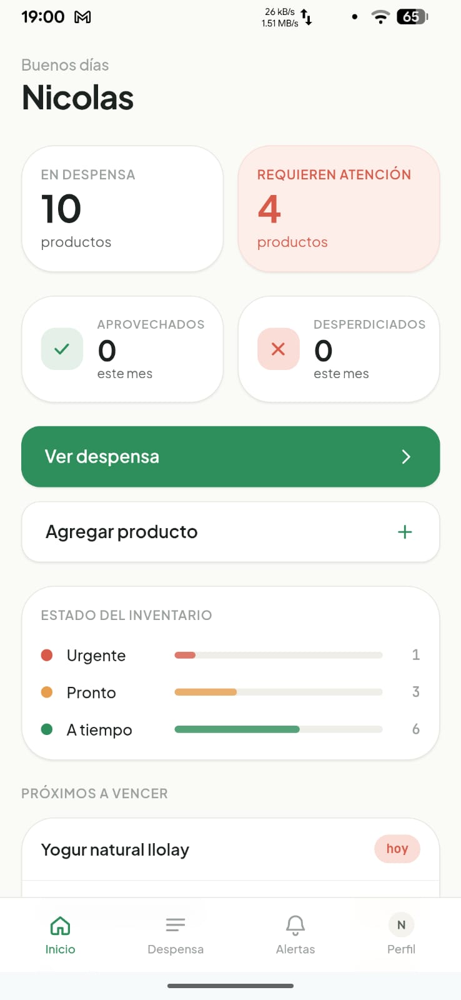 19:00
26 kB/s
1.51 MB/s
65
Buenos días
Nicolas
EN DESPENSA
10
productos
REQUIEREN ATENCIÓN
4
productos
APROVECHADOS
0
este mes
DESPERDICIADOS
0
este mes
Ver despensa
Agregar producto
ESTADO DEL INVENTARIO
Urgente 1
Pronto 3
A tiempo 6
PRÓXIMOS A VENCER
Yogur natural Ilolay hoy
Inicio
Despensa
Alertas
N
Perfil